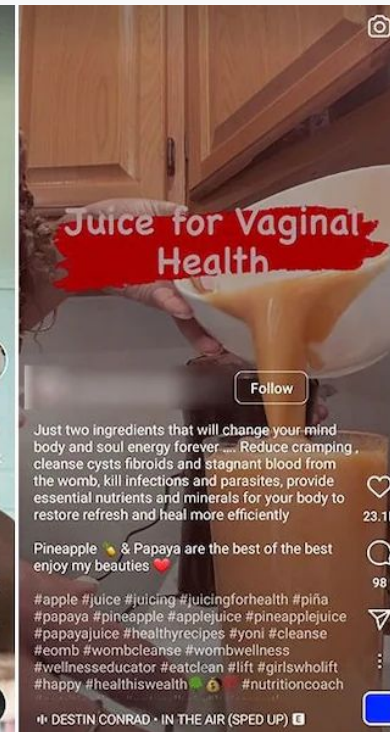 Juice for Vaginal
Health
Follow
Just two ingredients that will change your mind
body and soul energy forever .... Reduce cramping ,
cleanse cysts fibroids and stagnant blood from
the womb, kill infections and parasites, provide
essential nutrients and minerals for your body to
restore refresh and heal more efficiently
23.1
Pineapple 🍍 & Papaya are the best of the best
enjoy my beauties ❤️
98
#apple #juice #juicing #juicingforhealth #piña
#papaya #pineapple #applejuice #pineapplejuice
#papayajuice #healthyrecipes #yoni #cleanse
#eomb #wombcleanse #wombwellness
#wellnesseducator #eatclean #lift #girlswholift
#happy #healthiswealth🌳💰💯 #nutritioncoach
DESTIN CONRAD • IN THE AIR (SPED UP) E